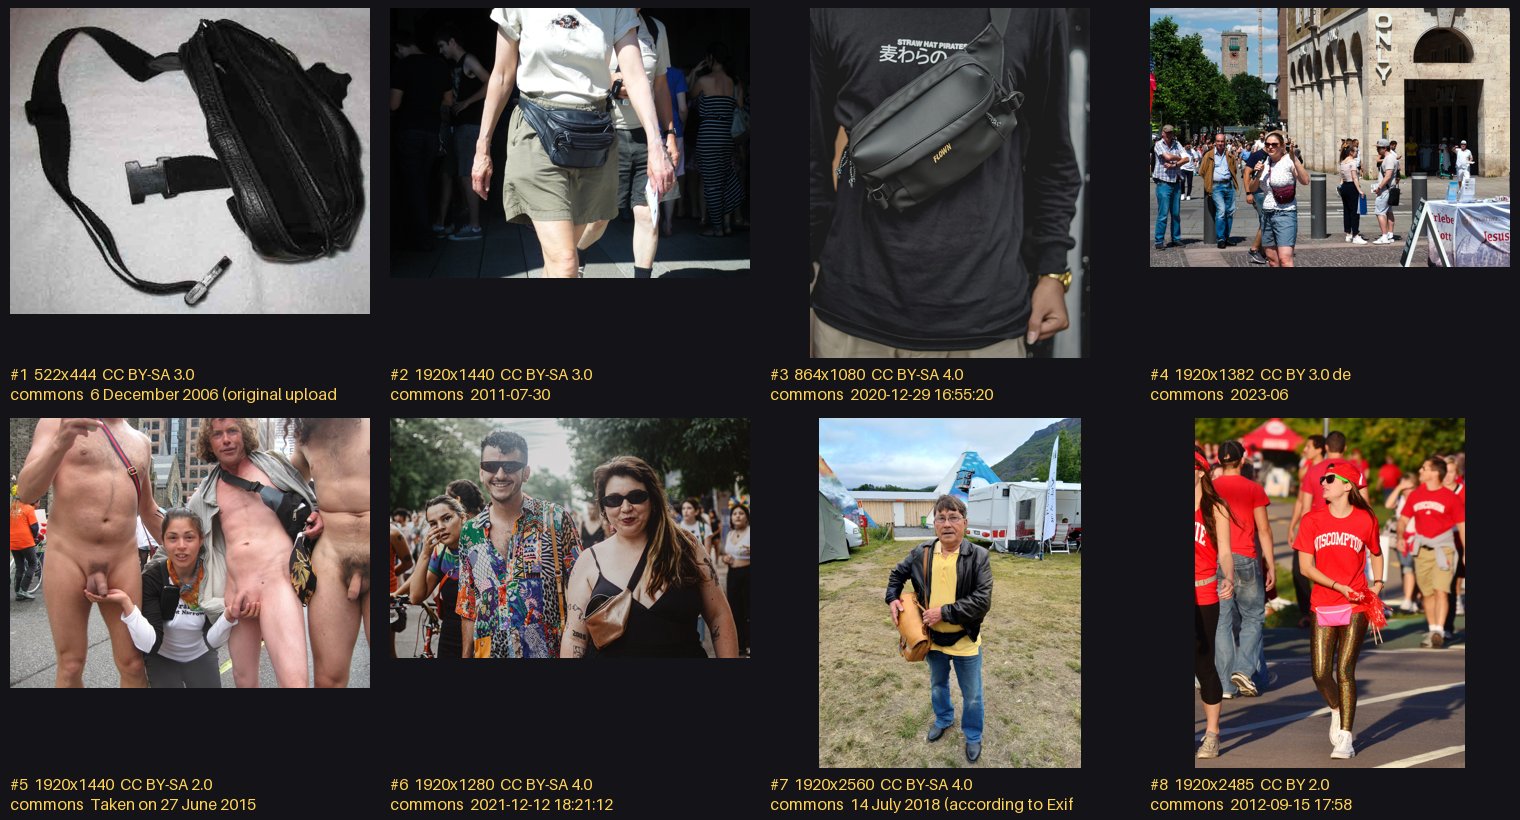 STRAW HAT PIRATES
麦わらの
FLOWN
ONLY
Jesus
#1 522x444 CC BY-SA 3.0
commons 6 December 2006 (original upload
#2 1920x1440 CC BY-SA 3.0
commons 2011-07-30
#3 864x1080 CC BY-SA 4.0
commons 2020-12-29 16:55:20
#4 1920x1382 CC BY 3.0 de
commons 2023-06
WISCOMPTON
#5 1920x1440 CC BY-SA 2.0
commons Taken on 27 June 2015
#6 1920x1280 CC BY-SA 4.0
commons 2021-12-12 18:21:12
#7 1920x2560 CC BY-SA 4.0
commons 14 July 2018 (according to Exif
#8 1920x2485 CC BY 2.0
commons 2012-09-15 17:58